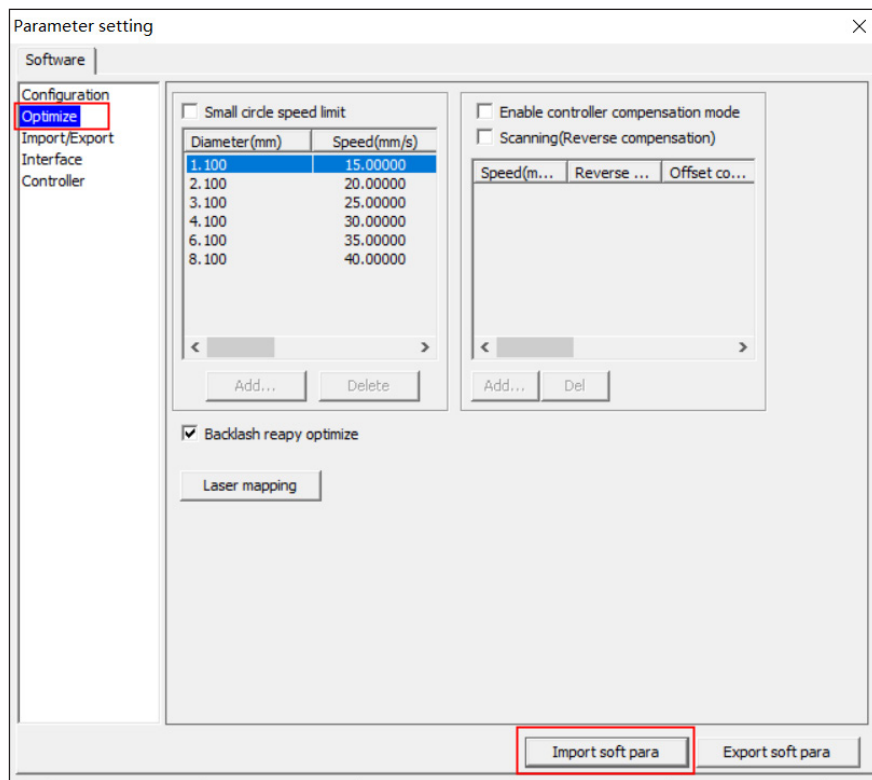 Parameter setting
Software
Configuration
Optimize
Import/Export
Interface
Controller
Small circle speed limit
Diameter(mm) Speed(mm/s)
1.100 15.00000
2.100 20.00000
3.100 25.00000
4.100 30.00000
6.100 35.00000
8.100 40.00000
Add... Delete
Enable controller compensation mode
Scanning(Reverse compensation)
Speed(m... Reverse ... Offset co...
Add... Del
Backlash reapy optimize
Laser mapping
Import soft para Export soft para